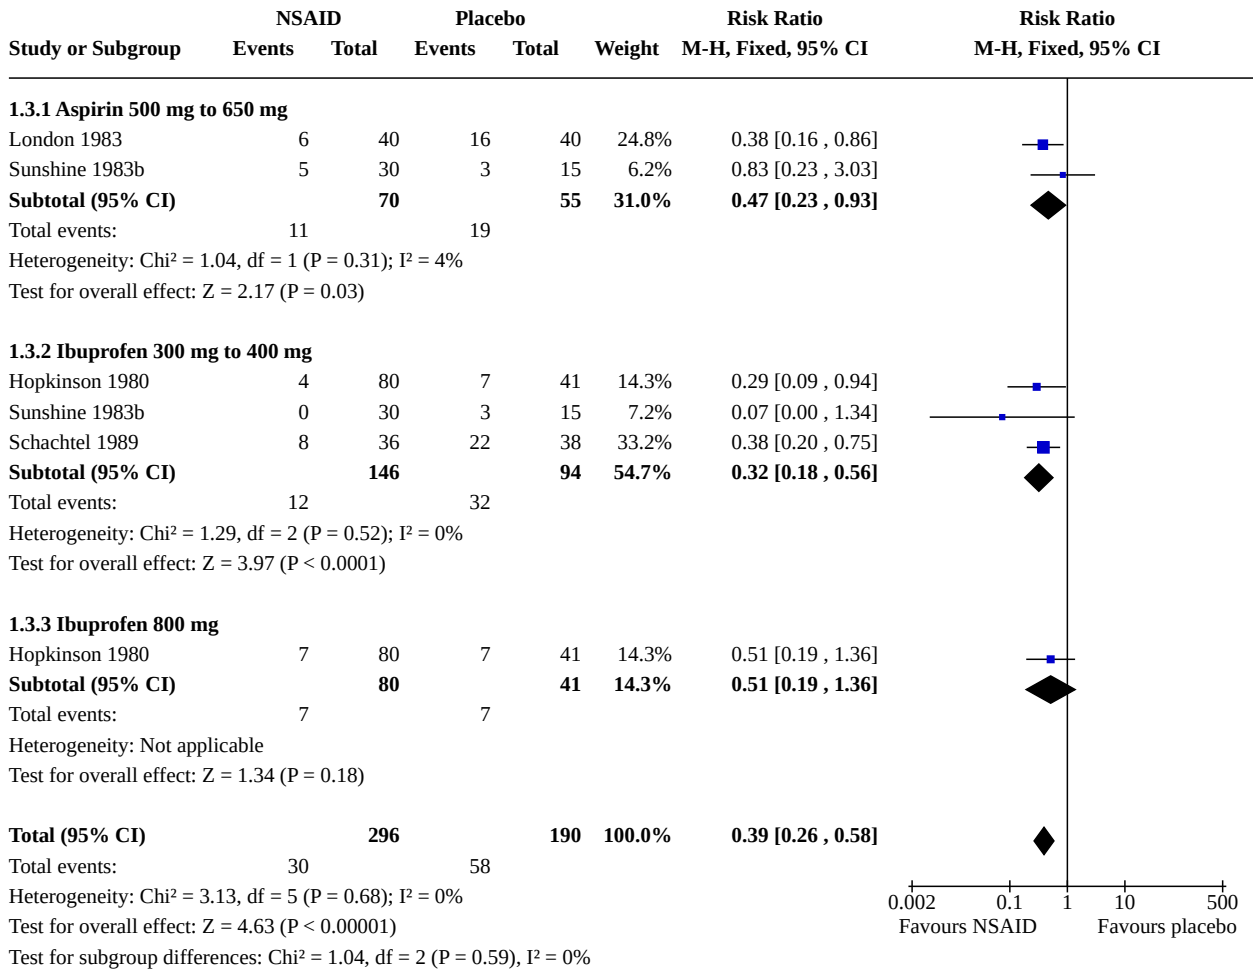 NSAID Placebo Risk Ratio Risk Ratio
Study or Subgroup Events Total Events Total Weight M-H, Fixed, 95% CI M-H, Fixed, 95% CI
1.3.1 Aspirin 500 mg to 650 mg
London 1983 6 40 16 40 24.8% 0.38 [0.16 , 0.86]
Sunshine 1983b 5 30 3 15 6.2% 0.83 [0.23 , 3.03]
Subtotal (95% CI) 70 55 31.0% 0.47 [0.23 , 0.93]
Total events: 11 19
Heterogeneity: Chi² = 1.04, df = 1 (P = 0.31); I² = 4%
Test for overall effect: Z = 2.17 (P = 0.03)
1.3.2 Ibuprofen 300 mg to 400 mg
Hopkinson 1980 4 80 7 41 14.3% 0.29 [0.09 , 0.94]
Sunshine 1983b 0 30 3 15 7.2% 0.07 [0.00 , 1.34]
Schachtel 1989 8 36 22 38 33.2% 0.38 [0.20 , 0.75]
Subtotal (95% CI) 146 94 54.7% 0.32 [0.18 , 0.56]
Total events: 12 32
Heterogeneity: Chi² = 1.29, df = 2 (P = 0.52); I² = 0%
Test for overall effect: Z = 3.97 (P < 0.0001)
1.3.3 Ibuprofen 800 mg
Hopkinson 1980 7 80 7 41 14.3% 0.51 [0.19 , 1.36]
Subtotal (95% CI) 80 41 14.3% 0.51 [0.19 , 1.36]
Total events: 7 7
Heterogeneity: Not applicable
Test for overall effect: Z = 1.34 (P = 0.18)
Total (95% CI) 296 190 100.0% 0.39 [0.26 , 0.58]
Total events: 30 58
Heterogeneity: Chi² = 3.13, df = 5 (P = 0.68); I² = 0%
Test for overall effect: Z = 4.63 (P < 0.00001)
Test for subgroup differences: Chi² = 1.04, df = 2 (P = 0.59), I² = 0%
0.002 0.1 1 10 500
Favours NSAID Favours placebo